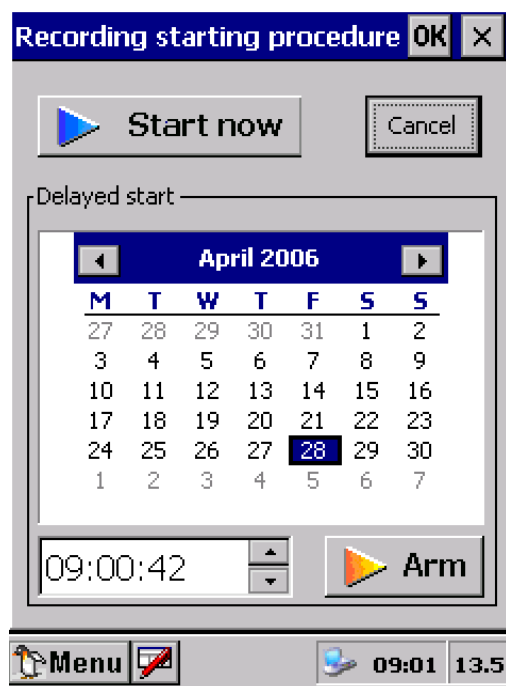 Recording starting procedure OK ×
Start now
Cancel
Delayed start
April 2006
M T W T F S S
27 28 29 30 31 1 2
3 4 5 6 7 8 9
10 11 12 13 14 15 16
17 18 19 20 21 22 23
24 25 26 27 28 29 30
1 2 3 4 5 6 7
09:00:42
Arm
Menu 09:01 13.5